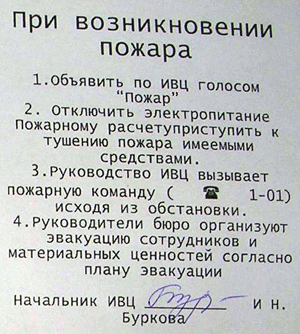 При возникновении
пожара
1.Объявить по ИВЦ голосом
"Пожар"
2. Отключить электропитание
Пожарному расчетуприступить к
тушению пожара имеемыми
средствами.
3.Руководство ИВЦ вызывает
пожарную команду ( ☎ 1-01)
исходя из обстановки.
4.Руководители бюро организуют
эвакуацию сотрудников и
материальных ценностей согласно
плану эвакуации
Начальник ИВЦ И Н.
Буркова